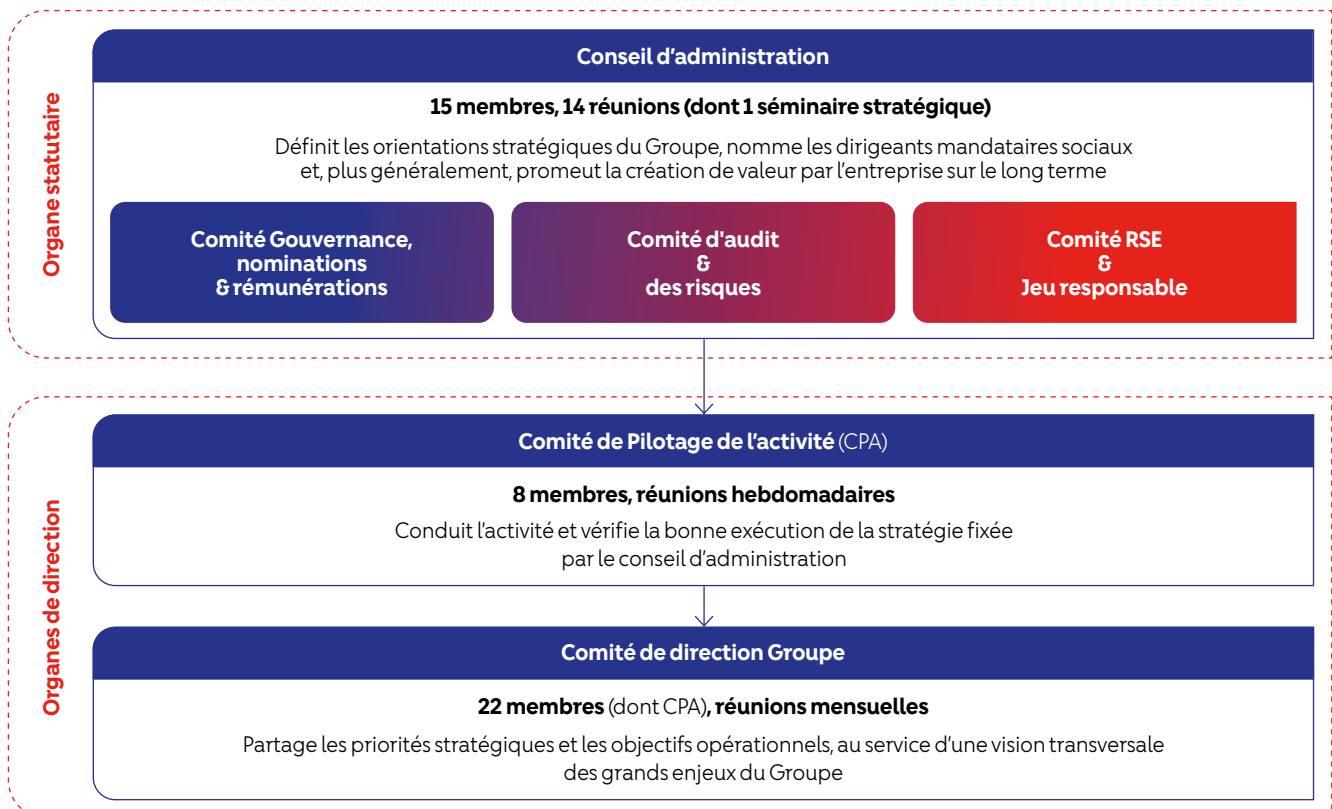 Organe statutaire
Conseil d’administration
15 membres, 14 réunions (dont 1 séminaire stratégique)
Définit les orientations stratégiques du Groupe, nomme les dirigeants mandataires sociaux
et, plus généralement, promeut la création de valeur par l’entreprise sur le long terme
Comité Gouvernance,
nominations
& rémunérations
Comité d'audit
&
des risques
Comité RSE
&
Jeu responsable
Organes de direction
Comité de Pilotage de l’activité (CPA)
8 membres, réunions hebdomadaires
Conduit l’activité et vérifie la bonne exécution de la stratégie fixée
par le conseil d’administration
Comité de direction Groupe
22 membres (dont CPA), réunions mensuelles
Partage les priorités stratégiques et les objectifs opérationnels, au service d’une vision transversale
des grands enjeux du Groupe